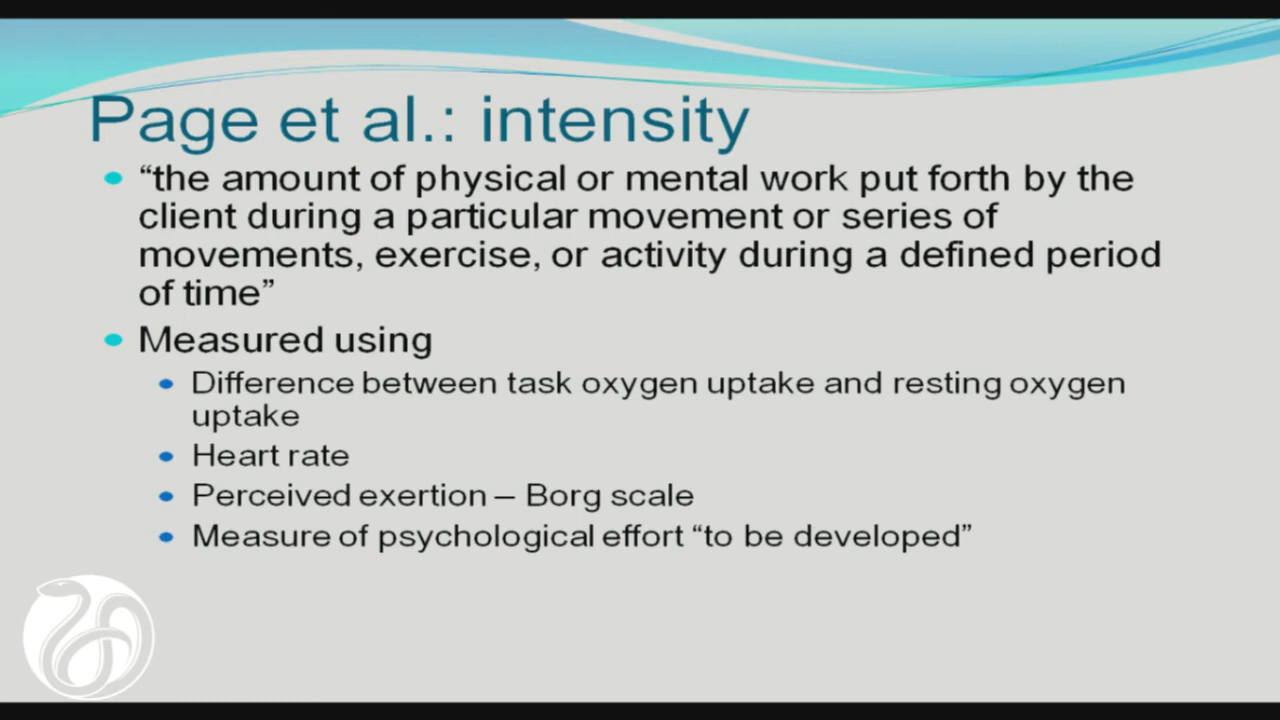 Page et al.: intensity
“the amount of physical or mental work put forth by the
client during a particular movement or series of
movements, exercise, or activity during a defined period
of time”
Measured using
Difference between task oxygen uptake and resting oxygen
uptake
Heart rate
Perceived exertion – Borg scale
Measure of psychological effort “to be developed”